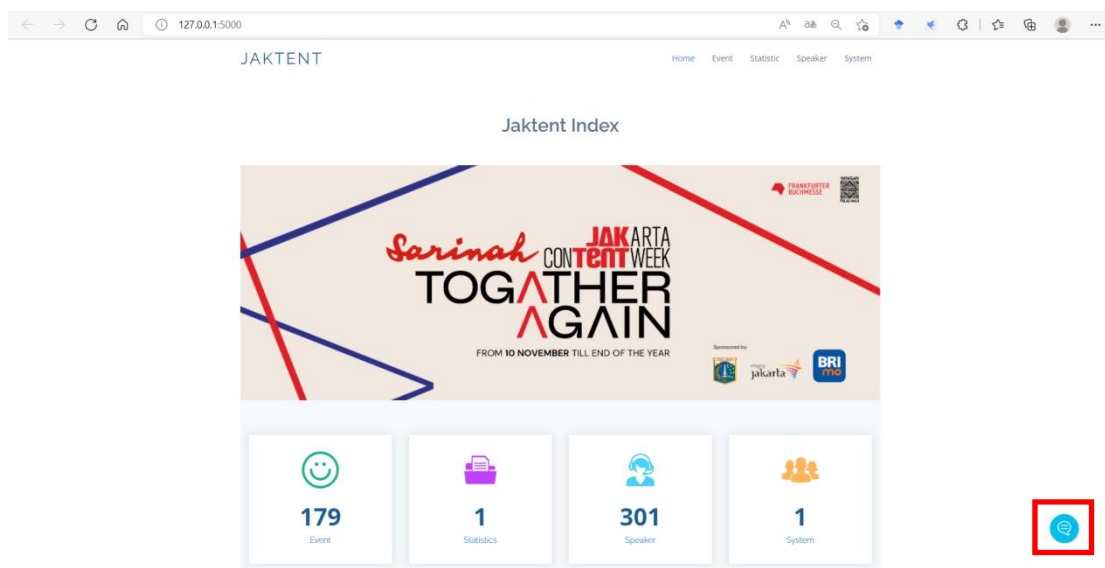 127.0.0.1:5000
JAKTENT
Home Event Statistic Speaker System
Jaktent Index
FRANKFURTER
BUCHMESSE
Sarinah JAKARTA
CONTENT WEEK
TOGATHER
AGAIN
FROM 10 NOVEMBER TILL END OF THE YEAR
Sponsored by
jakarta
BRI
mo
179
Event
1
Statistics
301
Speaker
1
System